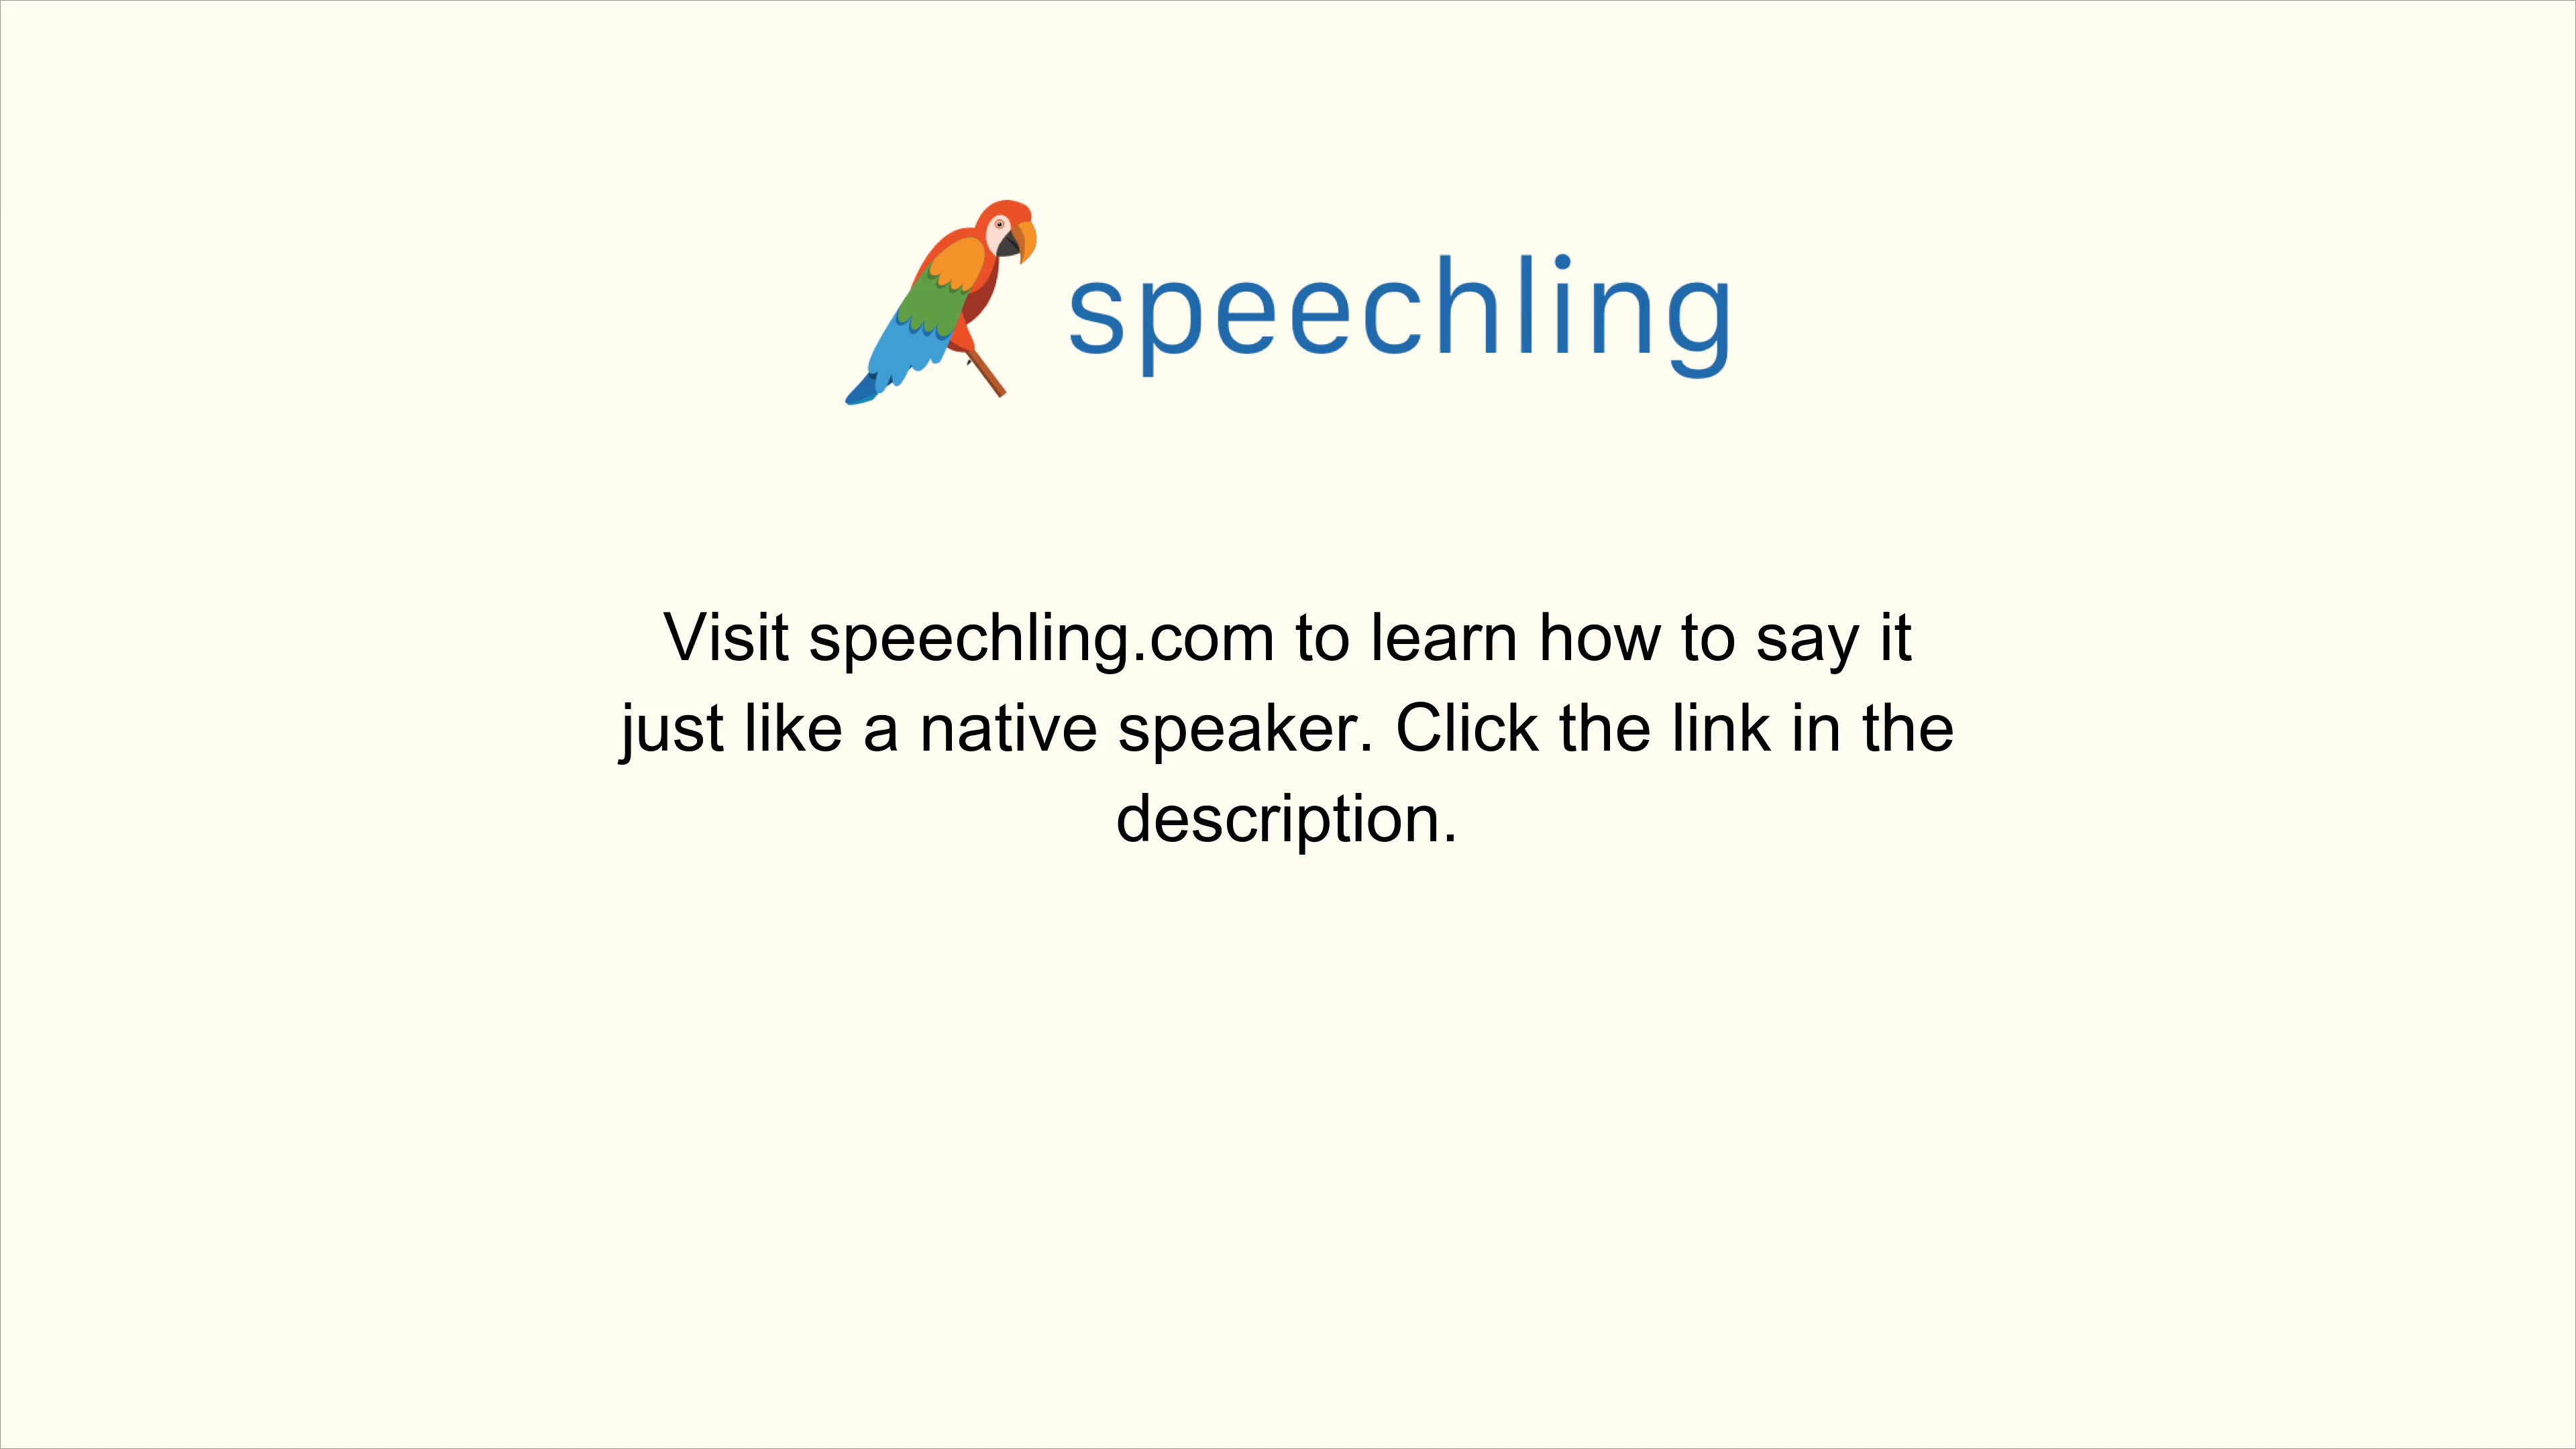 speechling
Visit speechling.com to learn how to say it
just like a native speaker. Click the link in the
description.